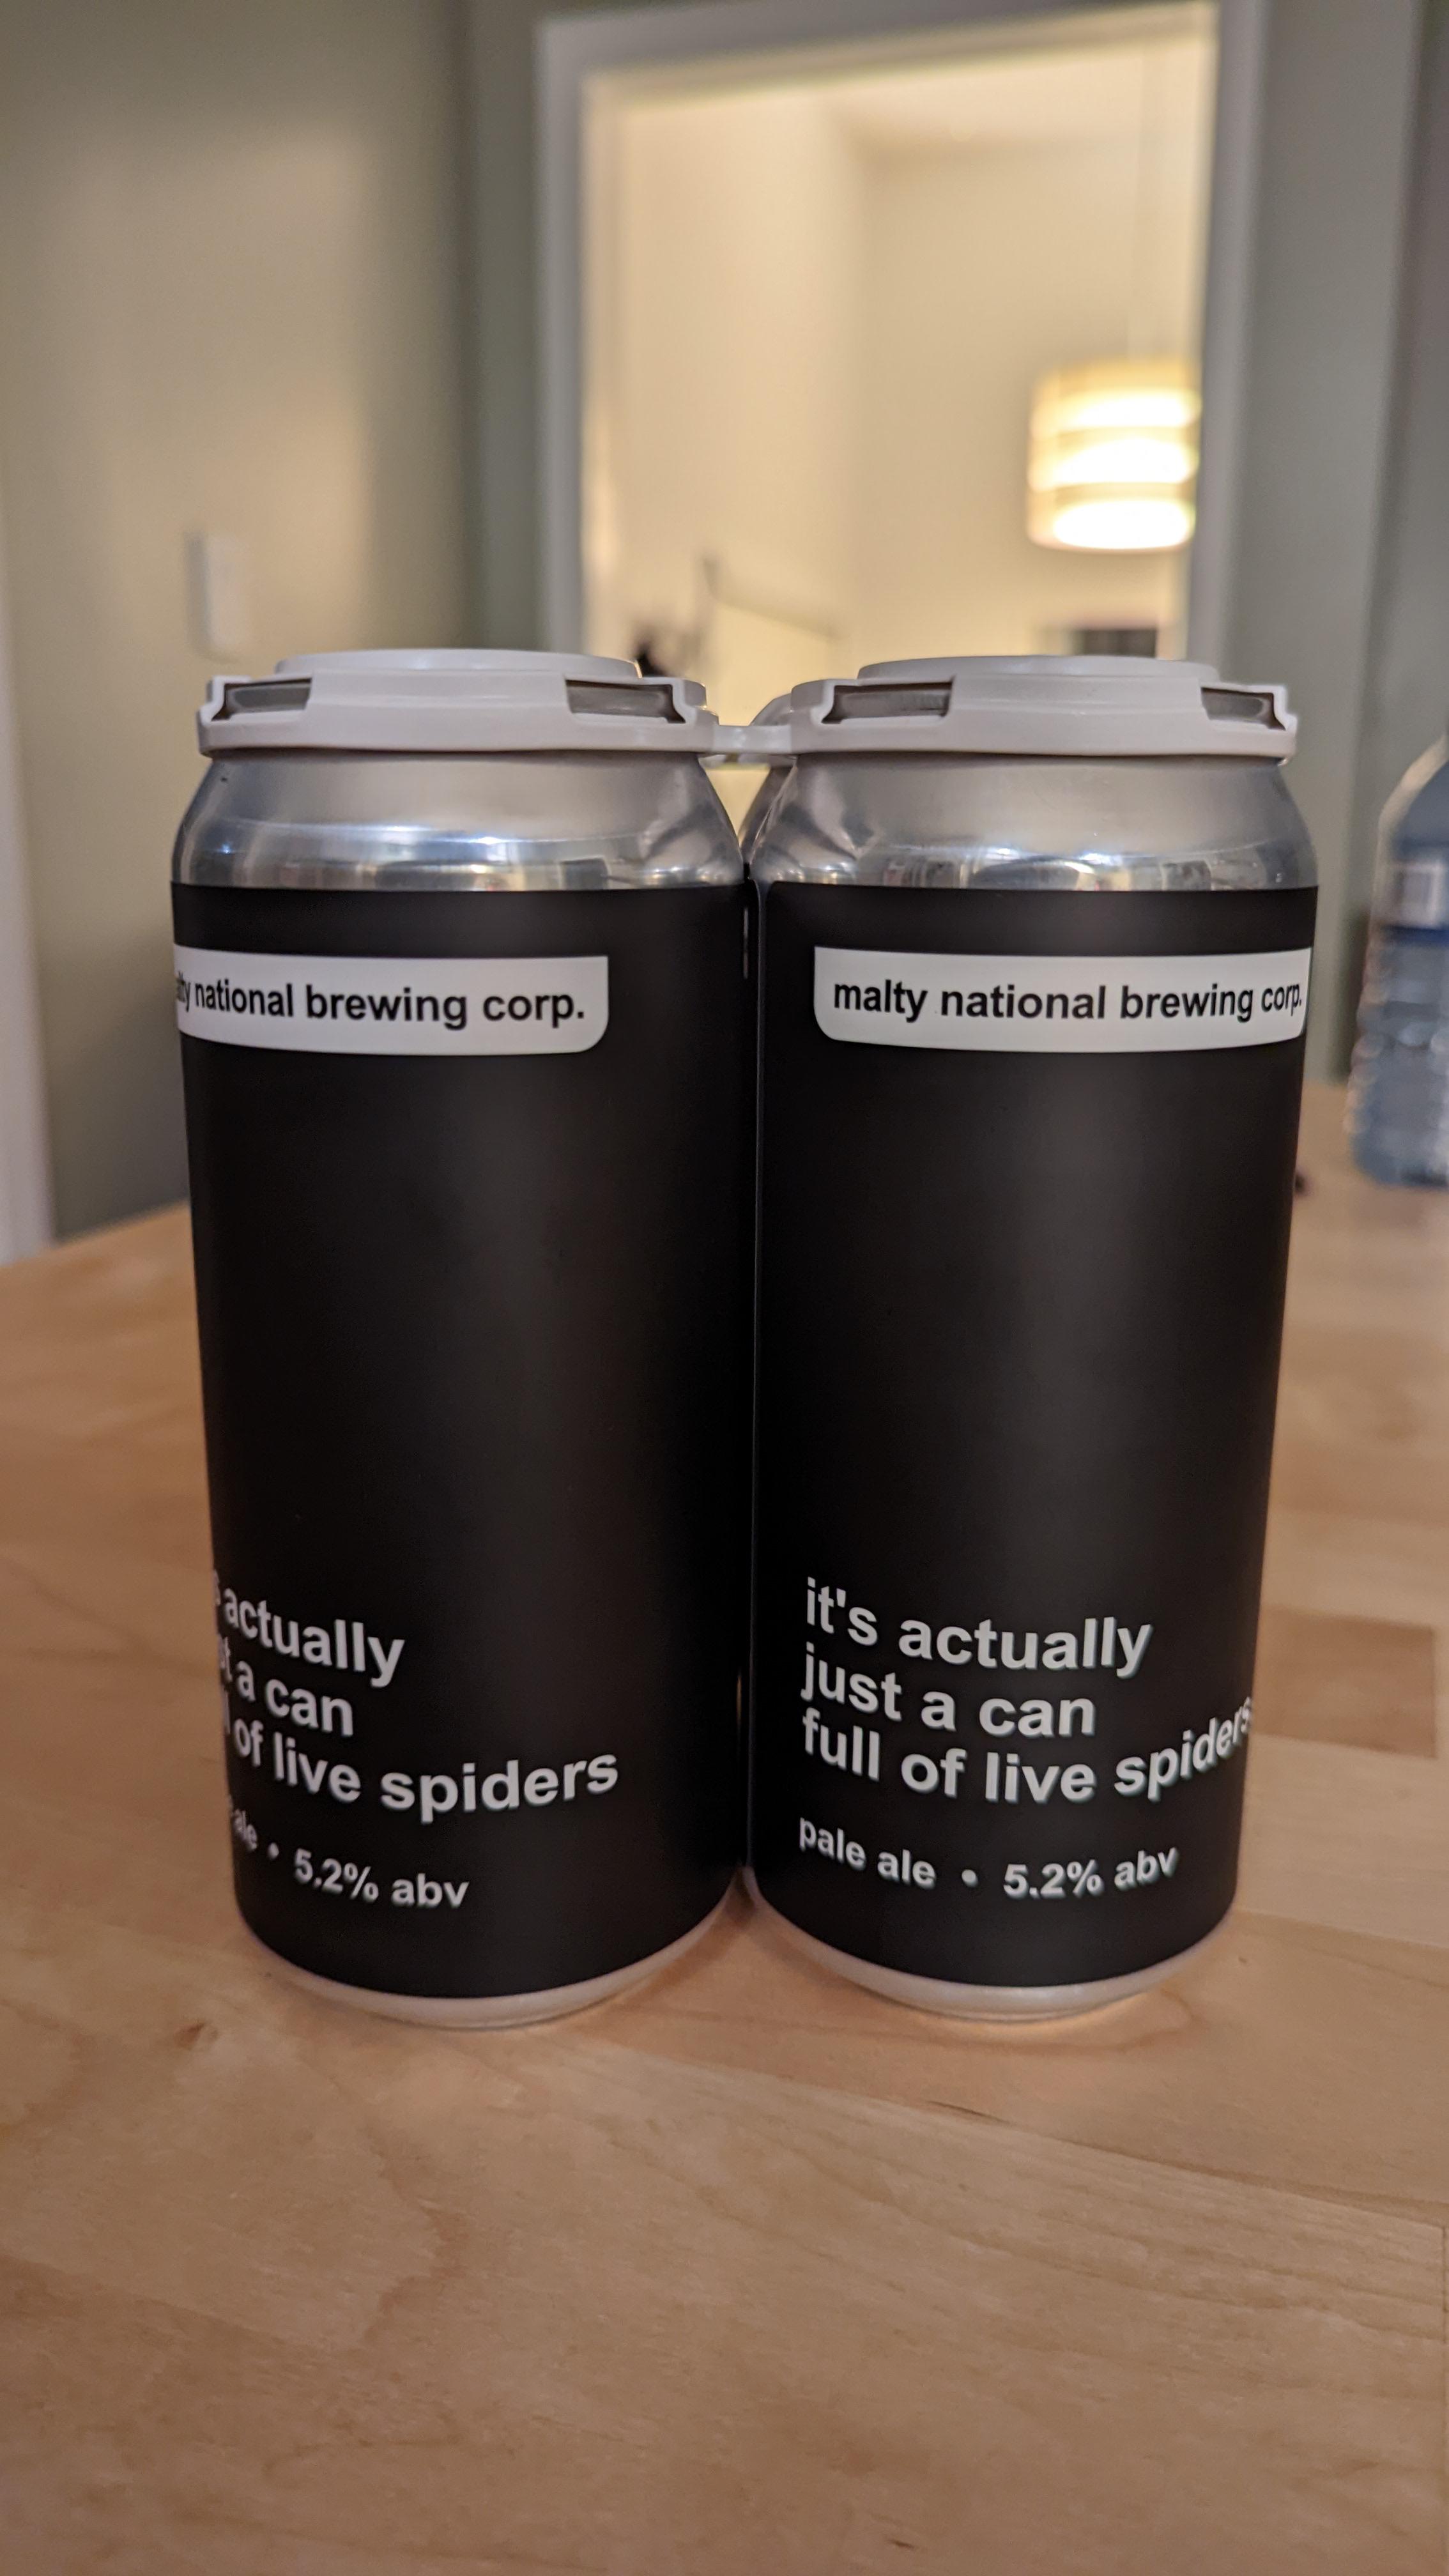 national brewing corp.
actually
a can
of live spiders
ale • 5.2% abv
malty national brewing corp.
it's actually
just a can
full of live spiders
pale ale • 5.2% abv